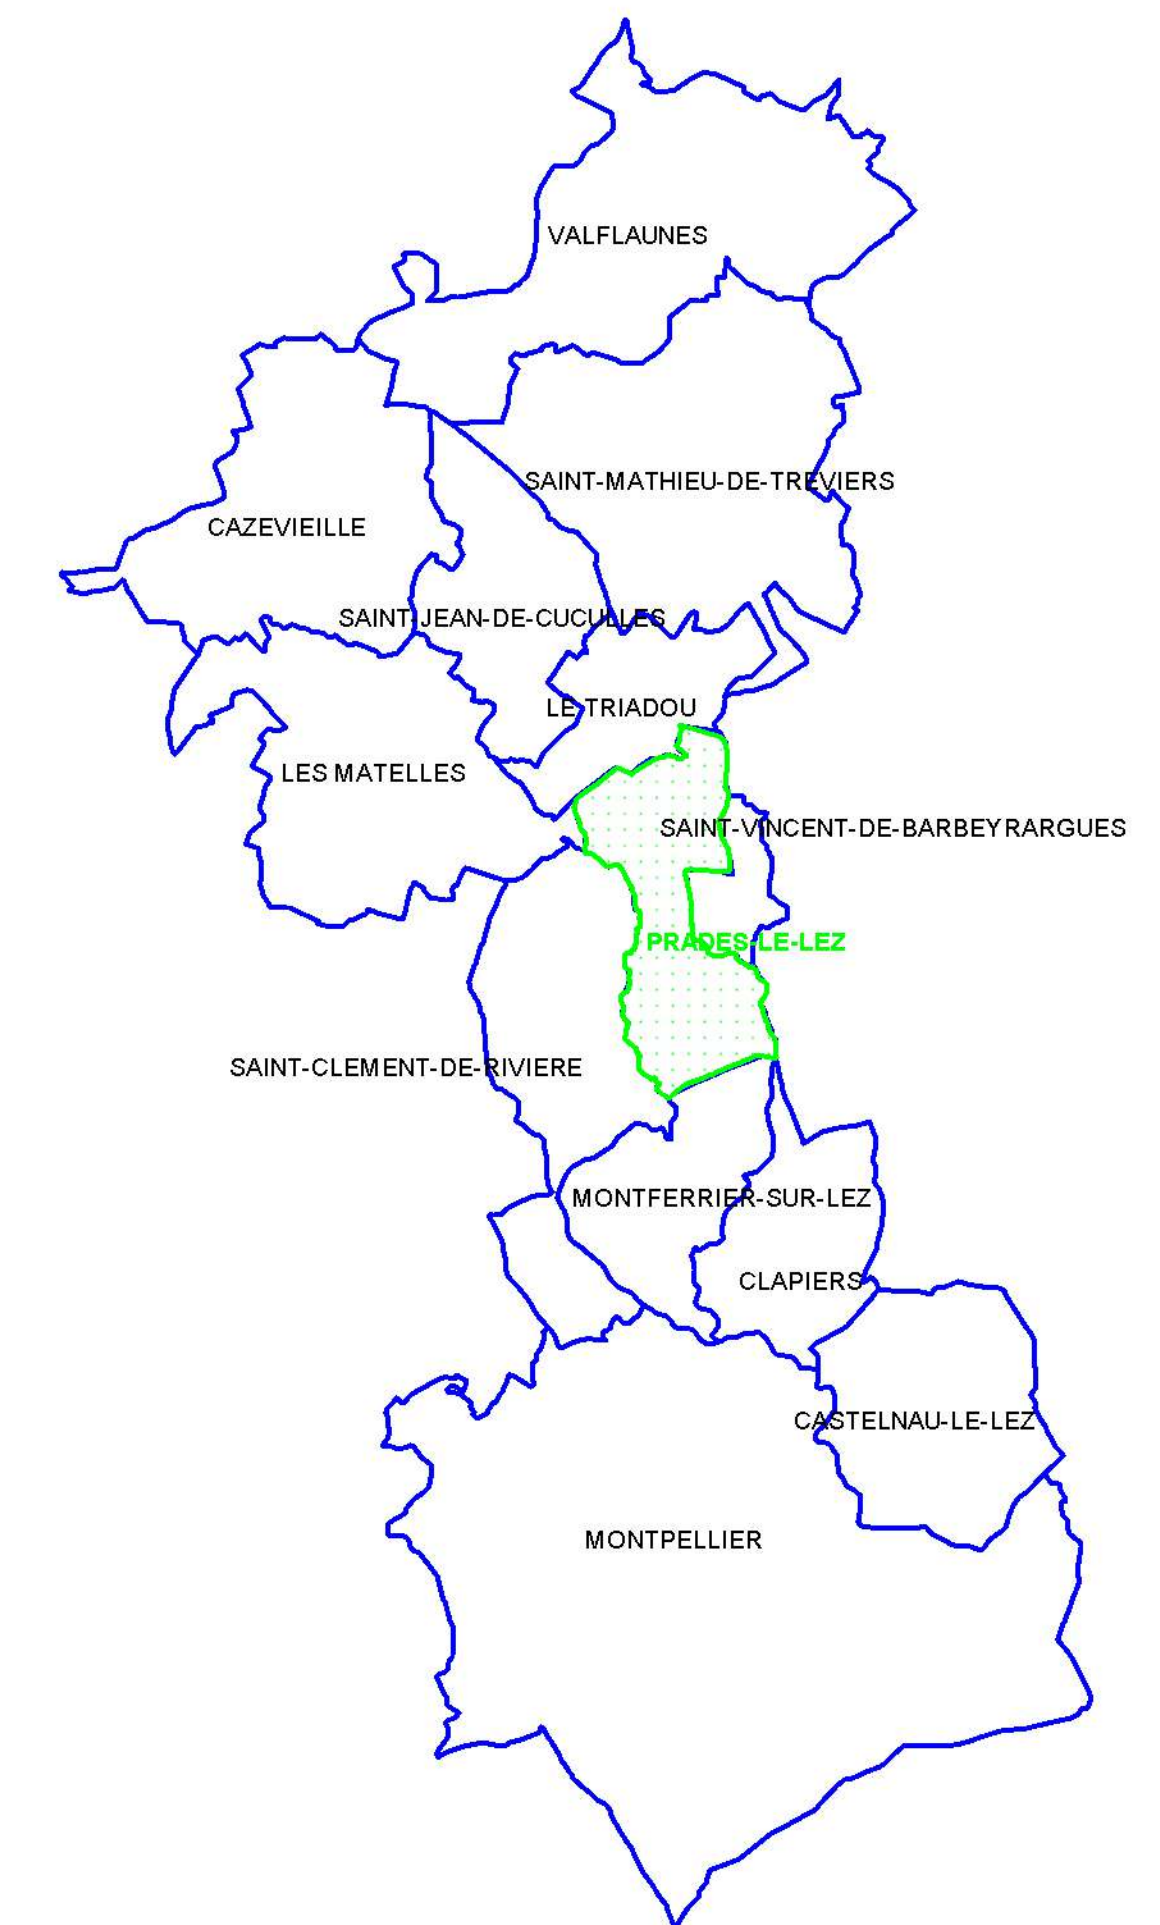 VALFLAUNES
SAINT-MATHIEU-DE-TREVIERS
CAZEVIEILLE
SAINT-JEAN-DE-CUCULLES
LE TRIADOU
LES MATELLES
SAINT-VINCENT-DE-BARBEYRARGUES
PRADES-LE-LEZ
SAINT-CLEMENT-DE-RIVIERE
MONTFERRIER-SUR-LEZ
CLAPIERS
CASTELNAU-LE-LEZ
MONTPELLIER